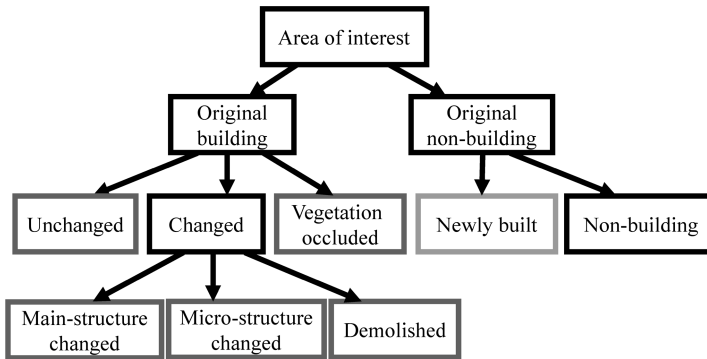 Area of interest
Original
building
Original
non-building
Unchanged
Changed
Vegetation
occluded
Newly built
Non-building
Main-structure
changed
Micro-structure
changed
Demolished